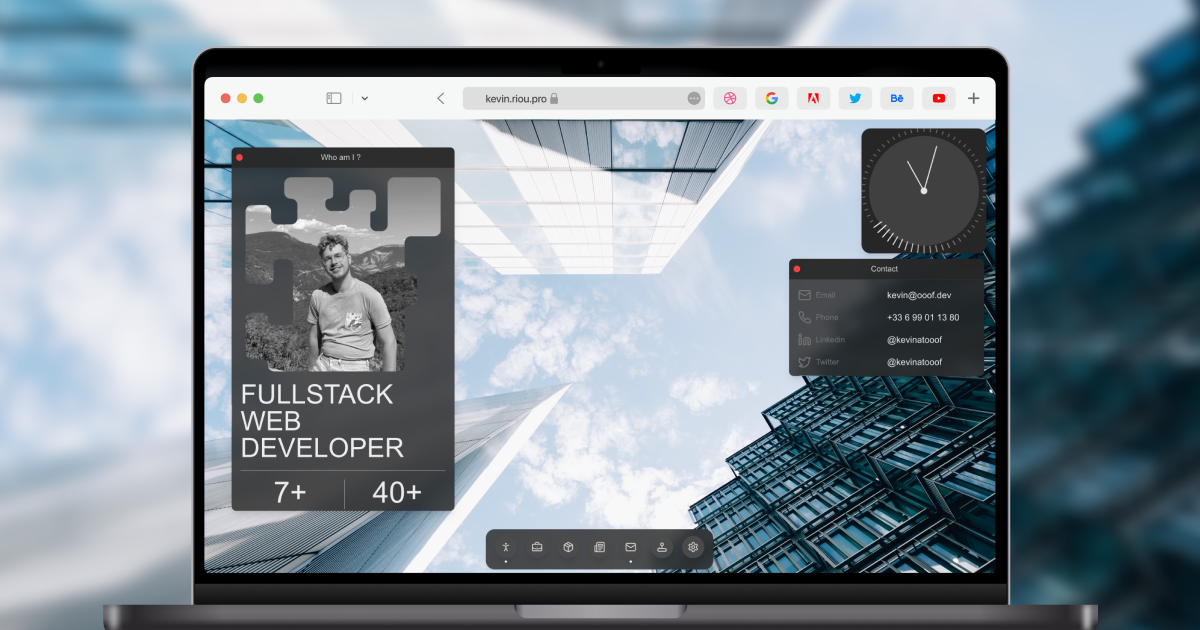 kevin.riou.pro
Bē
Who am I ?
FULLSTACK
WEB
DEVELOPER
7+
40+
Contact
Email kevin@ooof.dev
Phone +33 6 99 01 13 80
Linkedin @kevinatooof
Twitter @kevinatooof